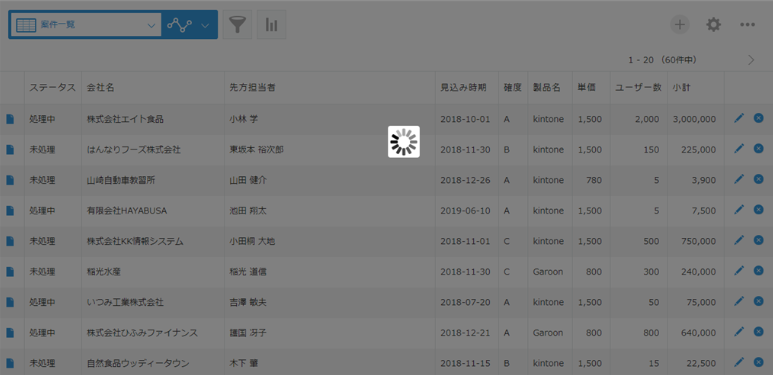 案件一覧
1 - 20 （60件中）
ステータス 会社名 先方担当者 見込み時期 確度 製品名 単価 ユーザー数 小計
処理中 株式会社エイト食品 小林 学 2018-10-01 A kintone 1,500 2,000 3,000,000
未処理 はんなりフーズ株式会社 東坂本 裕次郎 2018-11-30 B kintone 1,500 150 225,000
未処理 山崎自動車教習所 山田 健介 2018-12-26 A kintone 780 5 3,900
処理中 有限会社HAYABUSA 池田 翔太 2019-06-10 A kintone 1,500 5 7,500
未処理 株式会社KK情報システム 小田桐 大地 2018-11-01 C kintone 1,500 500 750,000
未処理 稲光水産 稲光 道信 2018-11-30 C Garoon 800 300 240,000
処理中 いつみ工業株式会社 吉澤 敏夫 2018-07-20 A kintone 1,500 50 75,000
処理中 株式会社ひふみファイナンス 護国 冴子 2018-12-21 A Garoon 800 800 640,000
未処理 自然食品ウッディータウン 木下 肇 2018-11-15 B kintone 1,500 15 22,500